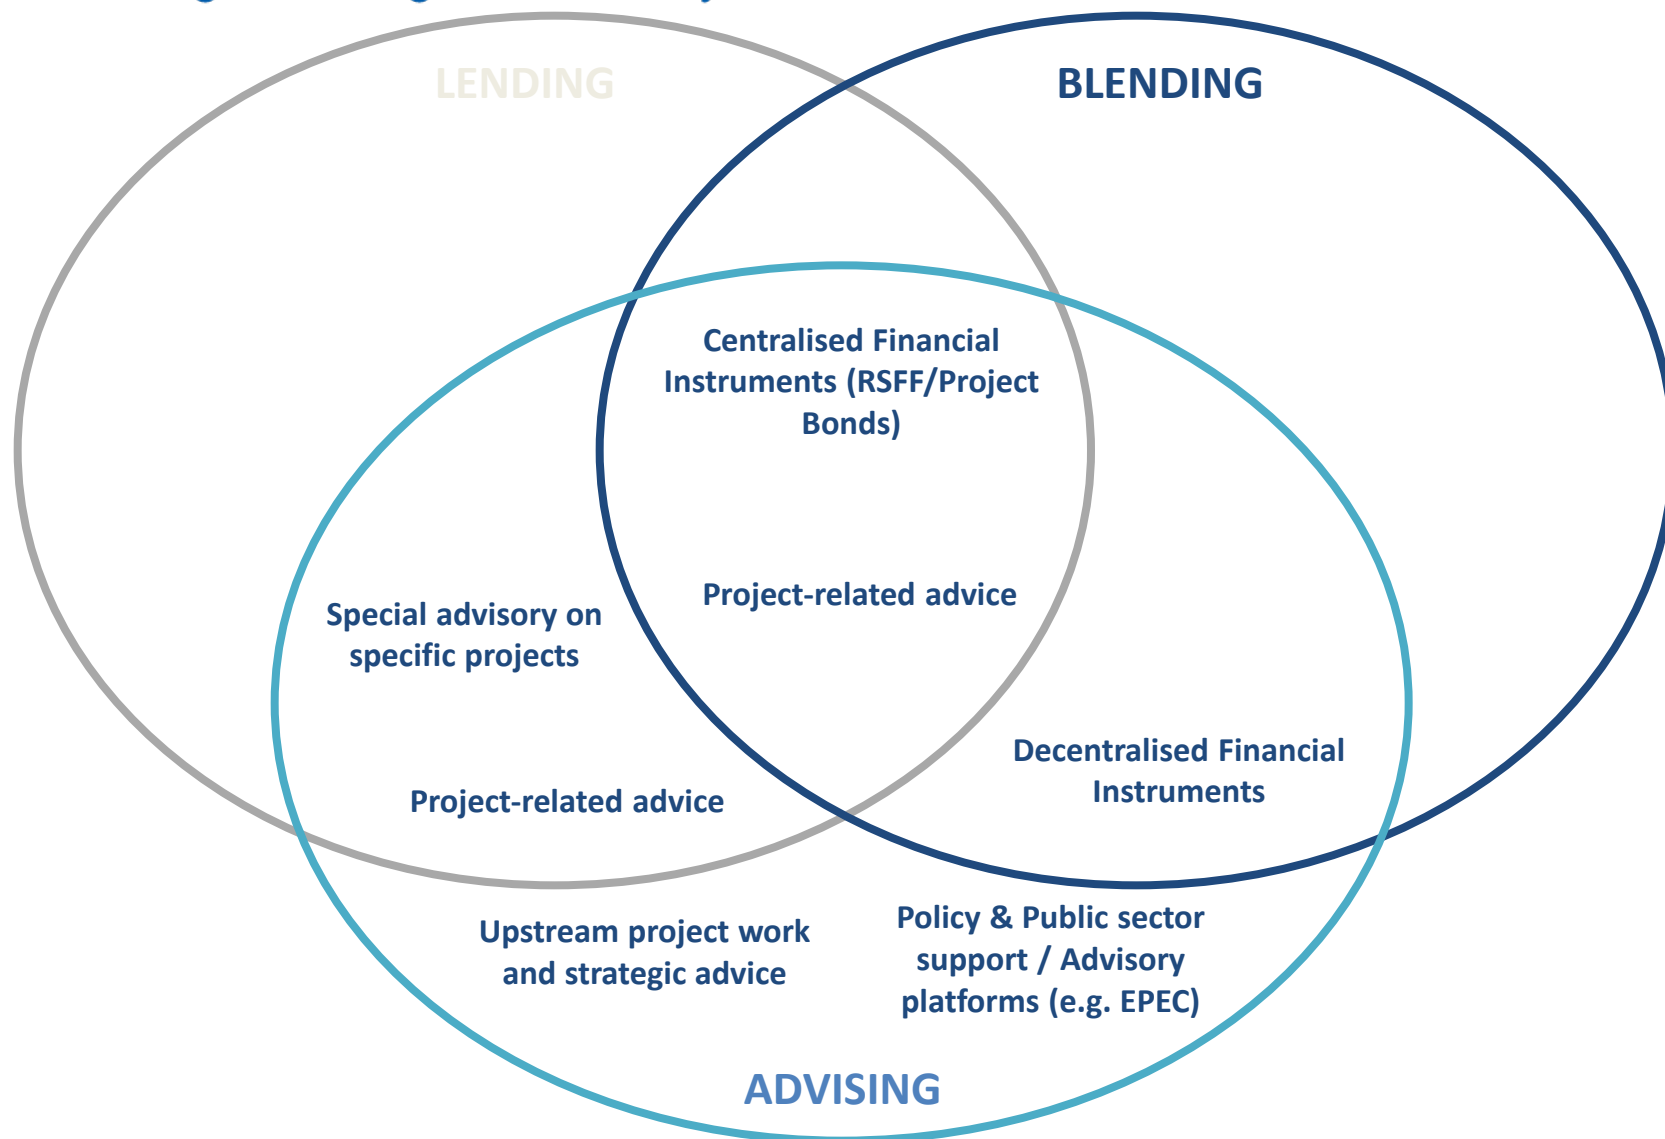 LENDING
BLENDING
Centralised Financial
Instruments (RSFF/Project
Bonds)
Project-related advice
Special advisory on
specific projects
Decentralised Financial
Instruments
Project-related advice
Upstream project work
and strategic advice
Policy & Public sector
support / Advisory
platforms (e.g. EPEC)
ADVISING